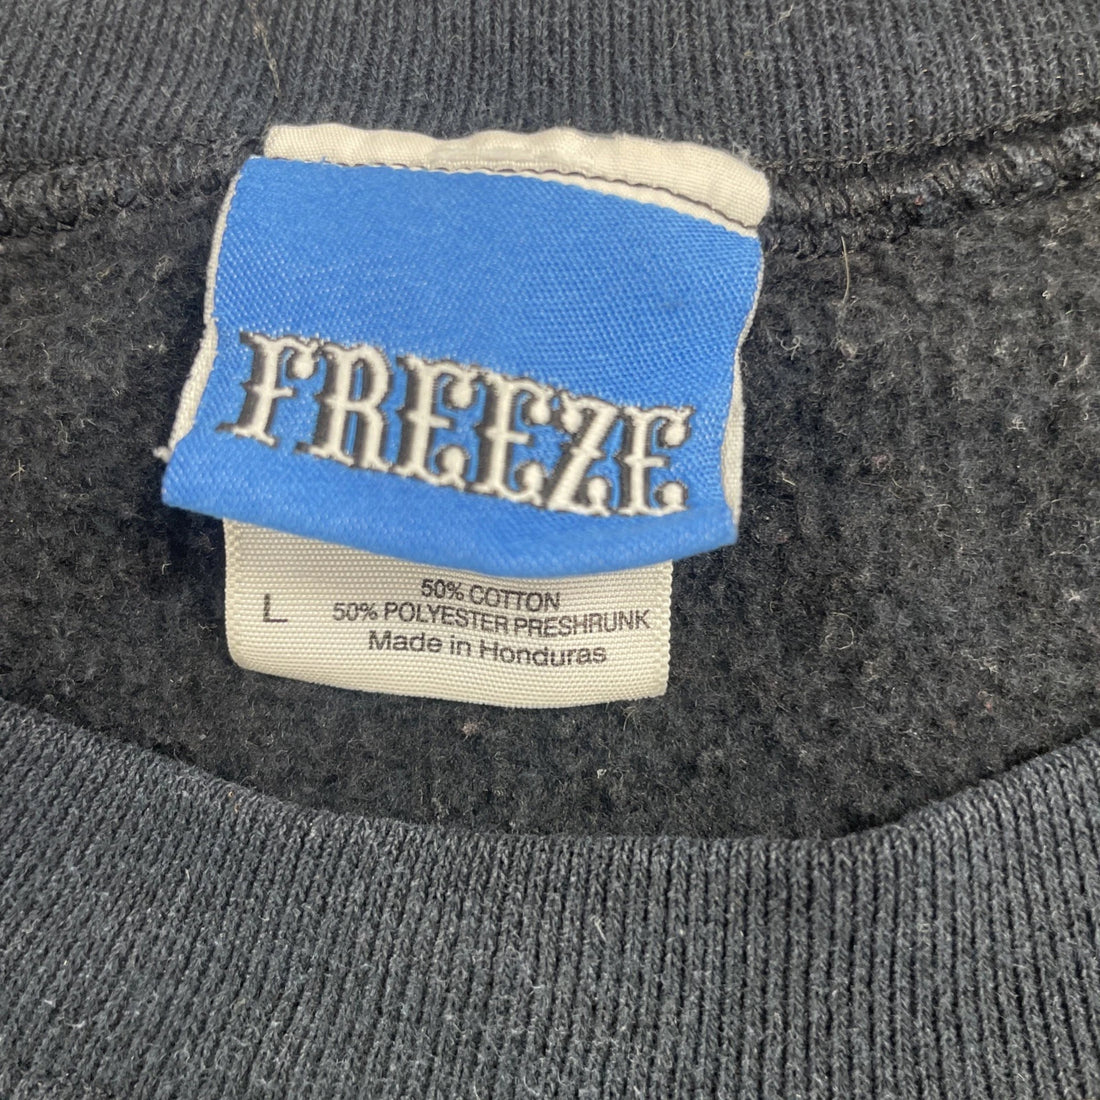 FREEZE
L
50% COTTON
50% POLYESTER PRESHRUNK
Made in Honduras